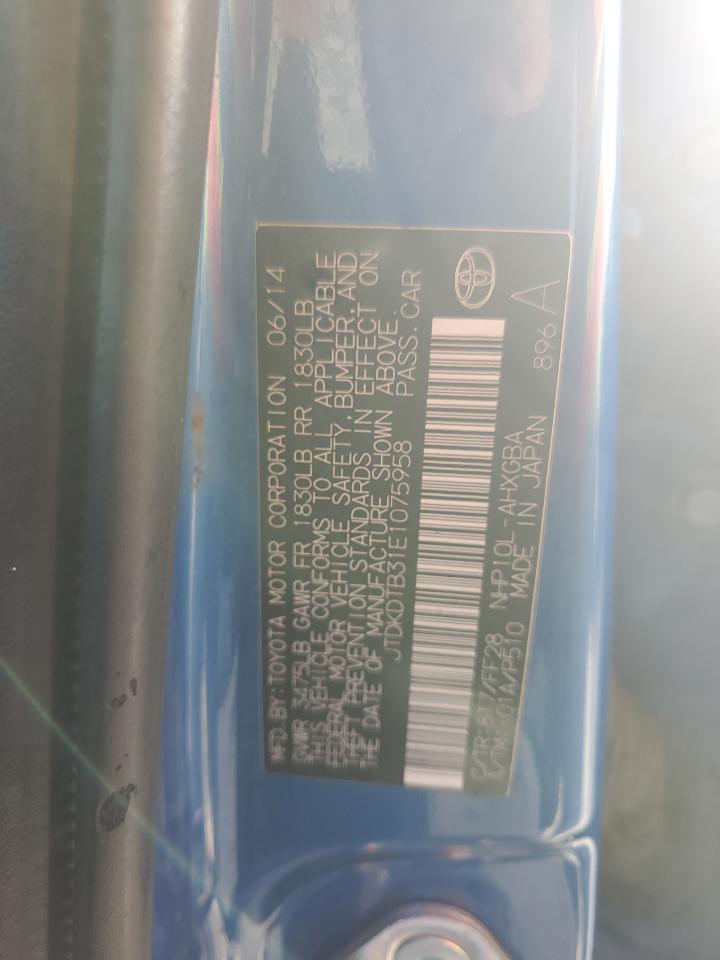 MFD.BY:TOYOTA MOTOR CORPORATION 06/14
GVWR 3475LB GAWR FR 1830LB RR 1830LB
THIS VEHICLE CONFORMS TO ALL APPLICABLE
FEDERAL MOTOR VEHICLE SAFETY,BUMPER,AND
THEFT PREVENTION STANDARDS IN EFFECT ON
THE DATE OF MANUFACTURE SHOWN ABOVE.
JTDKDTB31E1075958 PASS.CAR
C/TR:8T7/FF28 NHP10L-AHXGBA 896 A
A/TM:-01A/P510 MADE IN JAPAN